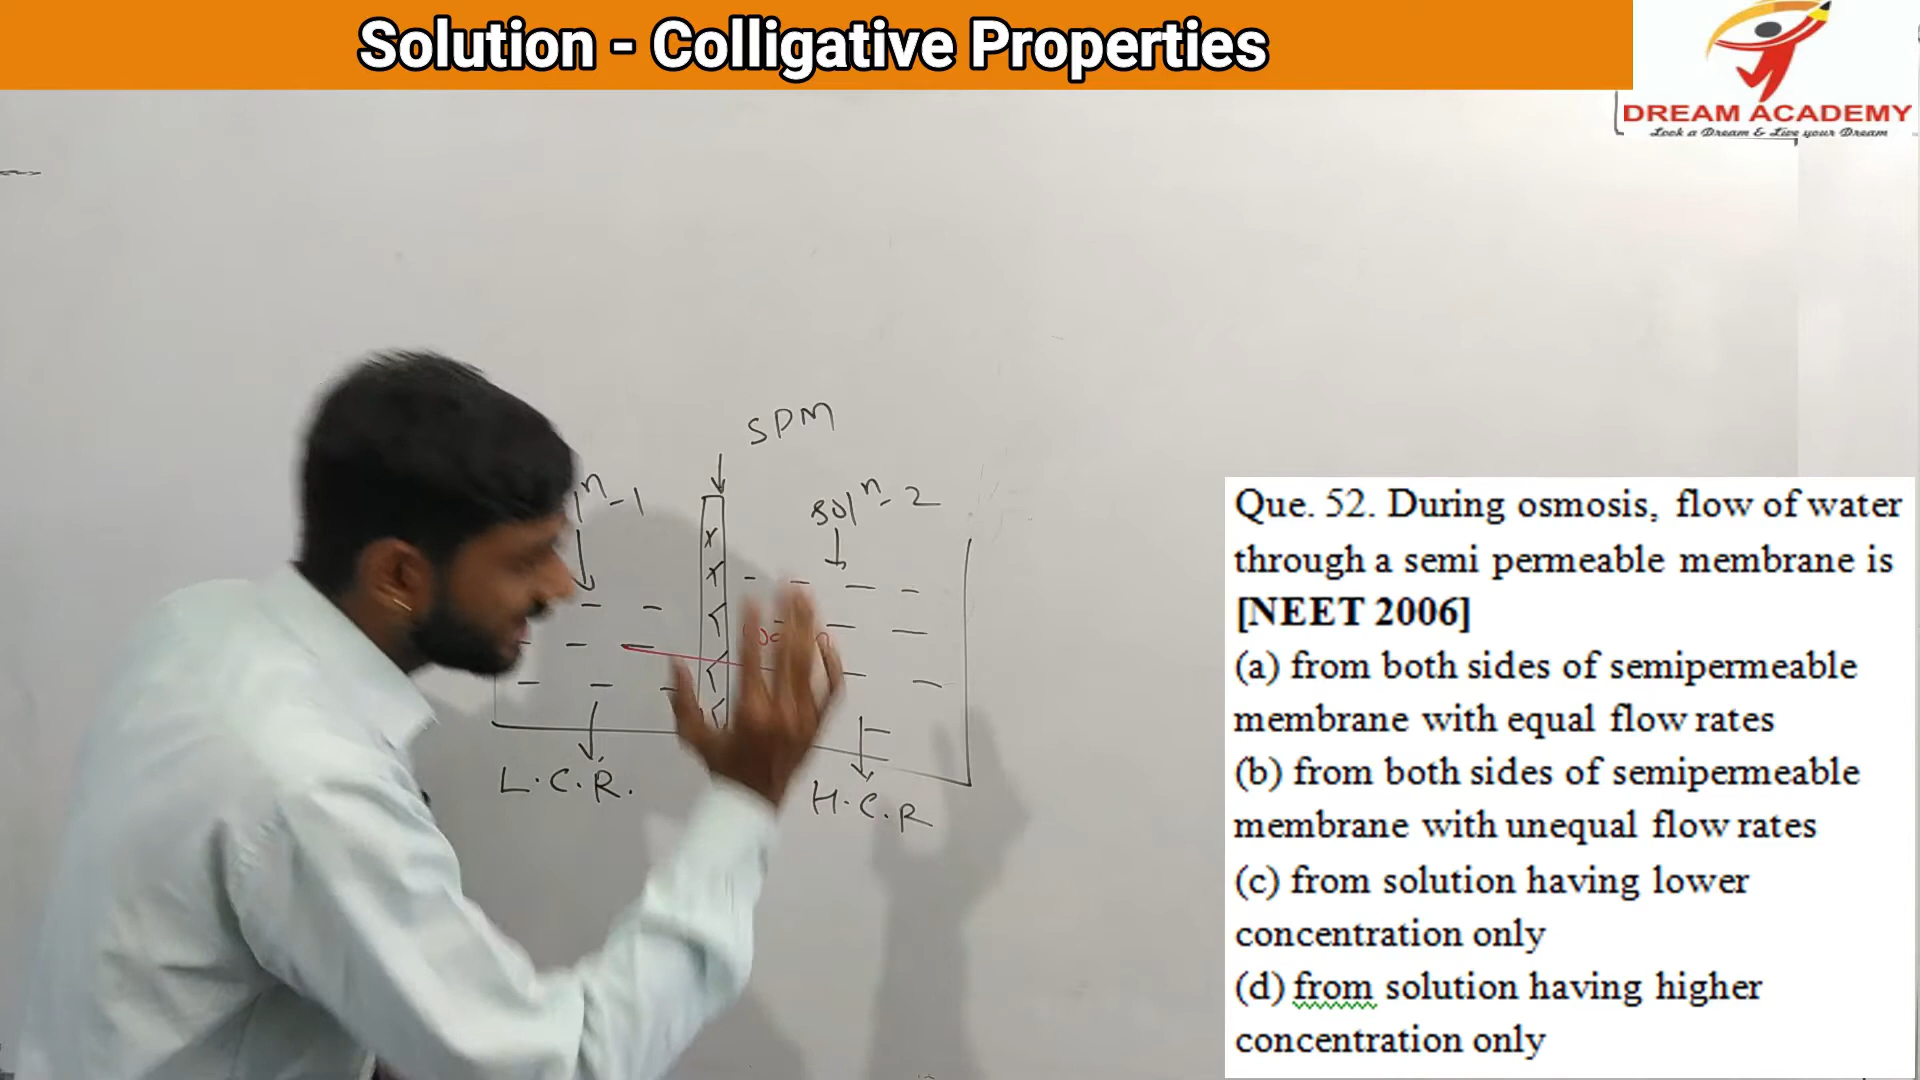 Solution - Colligative Properties
DREAM ACADEMY
Look a Dream & Live your Dream
SPM
n-1
soln-2
L.C.R.
H.C.R
Que. 52. During osmosis, flow of water
through a semi permeable membrane is
[NEET 2006]
(a) from both sides of semipermeable
membrane with equal flow rates
(b) from both sides of semipermeable
membrane with unequal flow rates
(c) from solution having lower
concentration only
(d) from solution having higher
concentration only